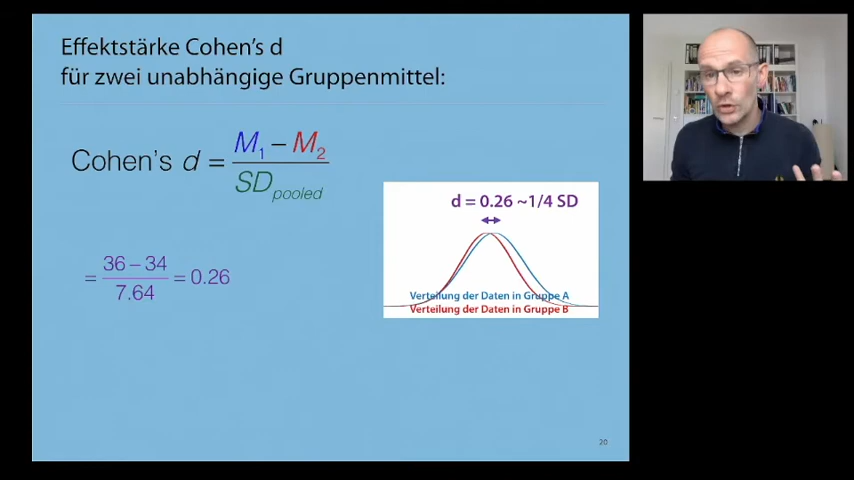 Effektstärke Cohen's d
für zwei unabhängige Gruppenmittel:
Cohen's d = M1 – M2
SDpooled
= 36 – 34 = 0.26
7.64
d = 0.26 ~1/4 SD
Verteilung der Daten in Gruppe A
Verteilung der Daten in Gruppe B
20